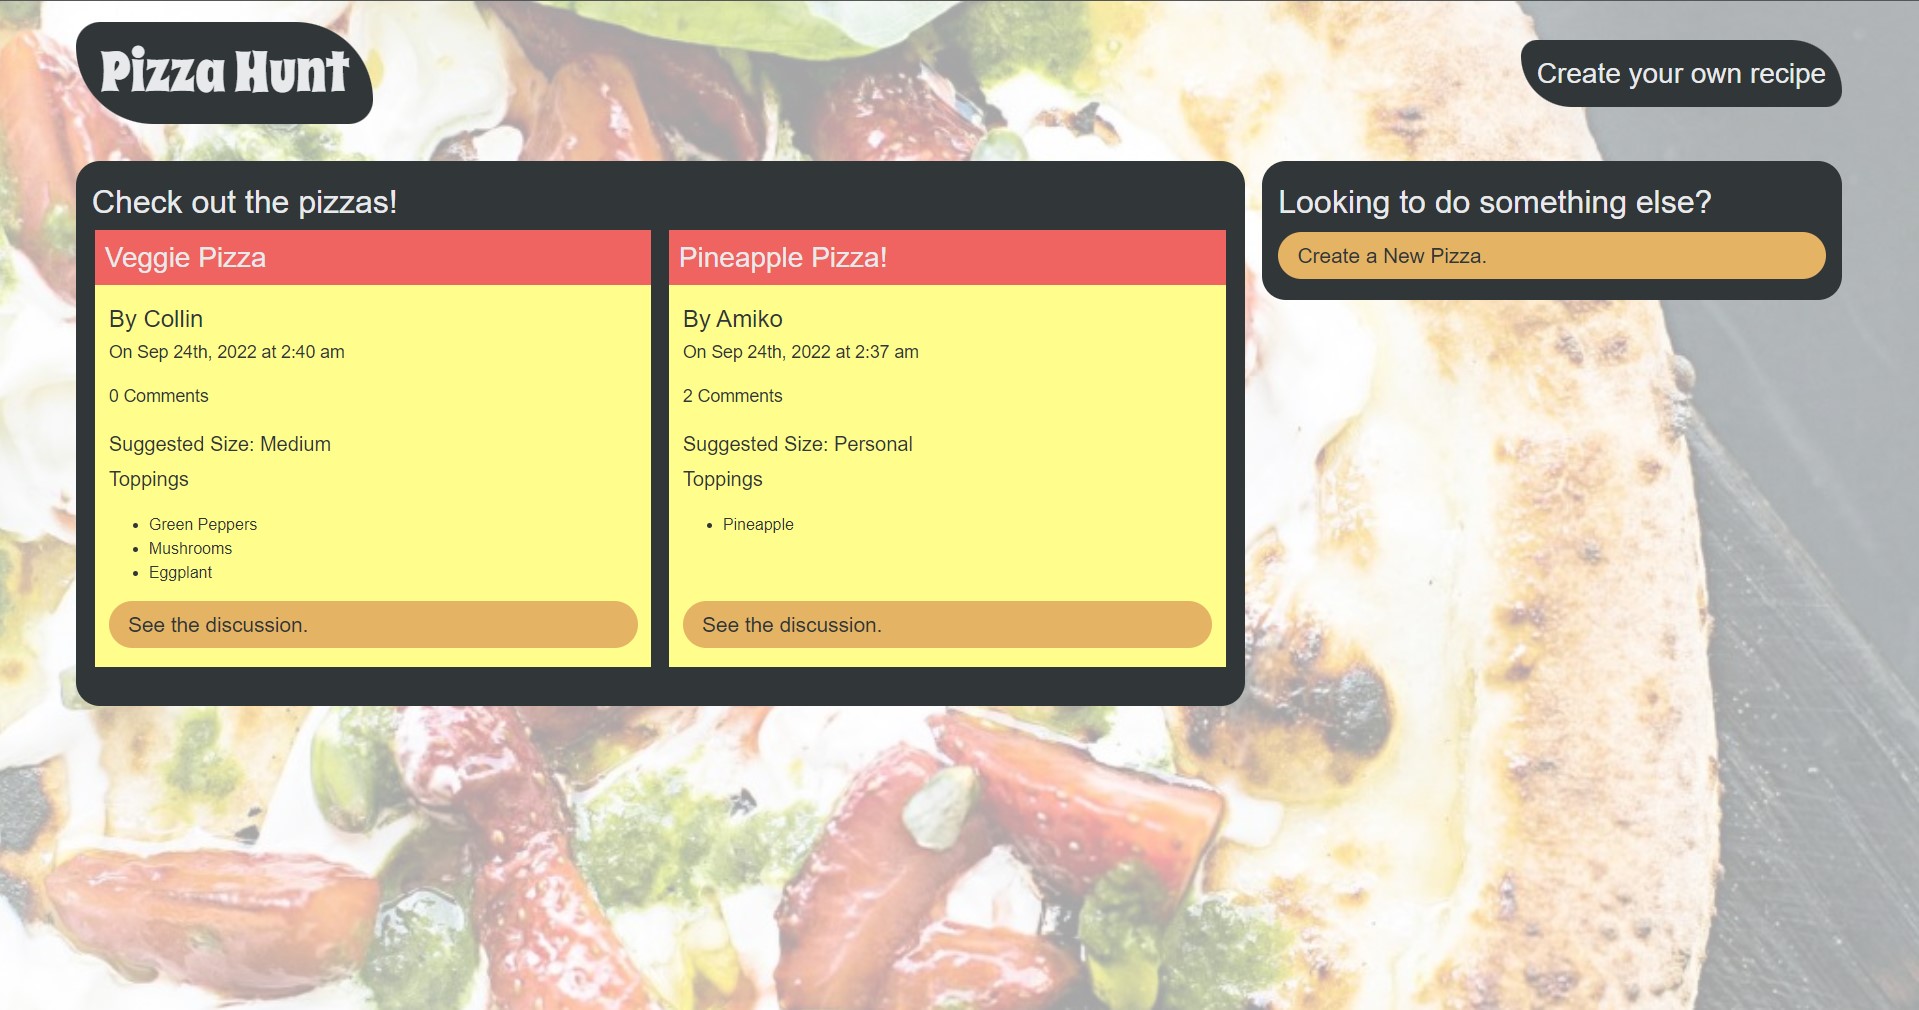 Pizza Hunt
Create your own recipe
Check out the pizzas!
Veggie Pizza
By Collin
On Sep 24th, 2022 at 2:40 am
0 Comments
Suggested Size: Medium
Toppings
Green Peppers
Mushrooms
Eggplant
See the discussion.
Pineapple Pizza!
By Amiko
On Sep 24th, 2022 at 2:37 am
2 Comments
Suggested Size: Personal
Toppings
Pineapple
See the discussion.
Looking to do something else?
Create a New Pizza.